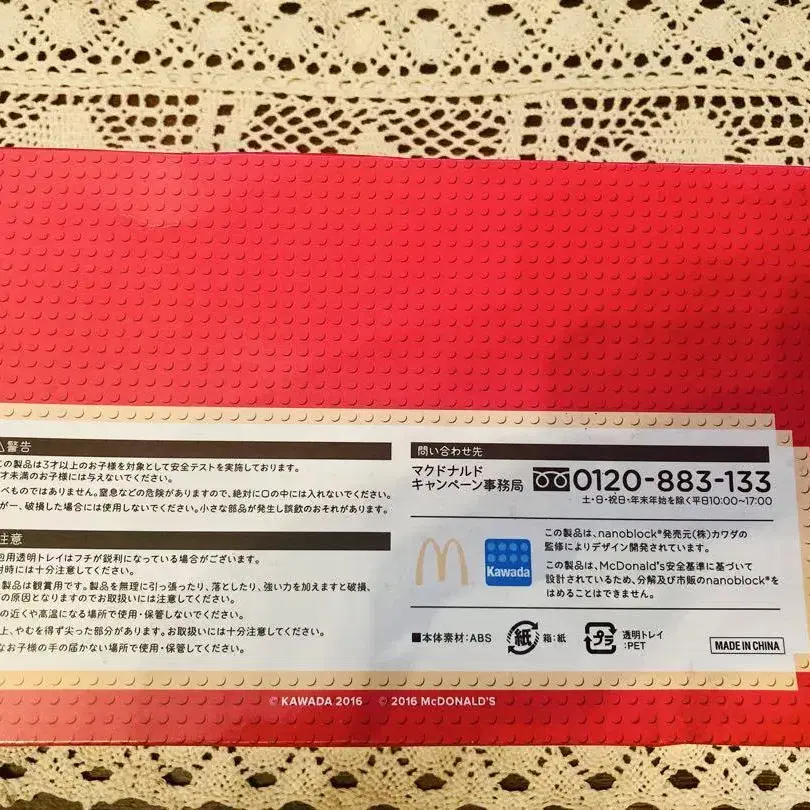 警告
の製品は3才以上のお子様を対象として安全テストを実施しております。
才未満のお子様には与えないでください。
べものではありません。窒息などの危険がありますので、絶対に口の中には入れないでください。
が一、破損した場合には使用しないでください。小さな部品が発生し誤飲のおそれがあります。
注意
包用透明トレイはフチが鋭利になっている場合がございます。
封時には十分注意してください。
製品は観賞用です。製品を無理に引っ張ったり、落としたり、強い力を加えますと破損、
の原因となりますのでお取扱いには注意してください。
の近くや高温になる場所で使用・保管しないでください。
上、やむを得ず尖った部分があります。お取扱いには十分注意してください。
なお子様の手の届かない場所で使用・保管してください。
問い合わせ先
マクドナルド
キャンペーン事務局 0120-883-133
土・日・祝日・年末年始を除く平日10:00~17:00
Kawada
この製品は、nanoblock®発売元(株)カワダの
監修によりデザイン開発されています。
この製品は、McDonald's安全基準に基づいて
設計されているため、分解及び市販のnanoblock®を
はめることはできません。
■本体素材:ABS 紙 箱:紙 プラ 透明トレイ
:PET
MADE IN CHINA
© KAWADA 2016 © 2016 McDONALD'S